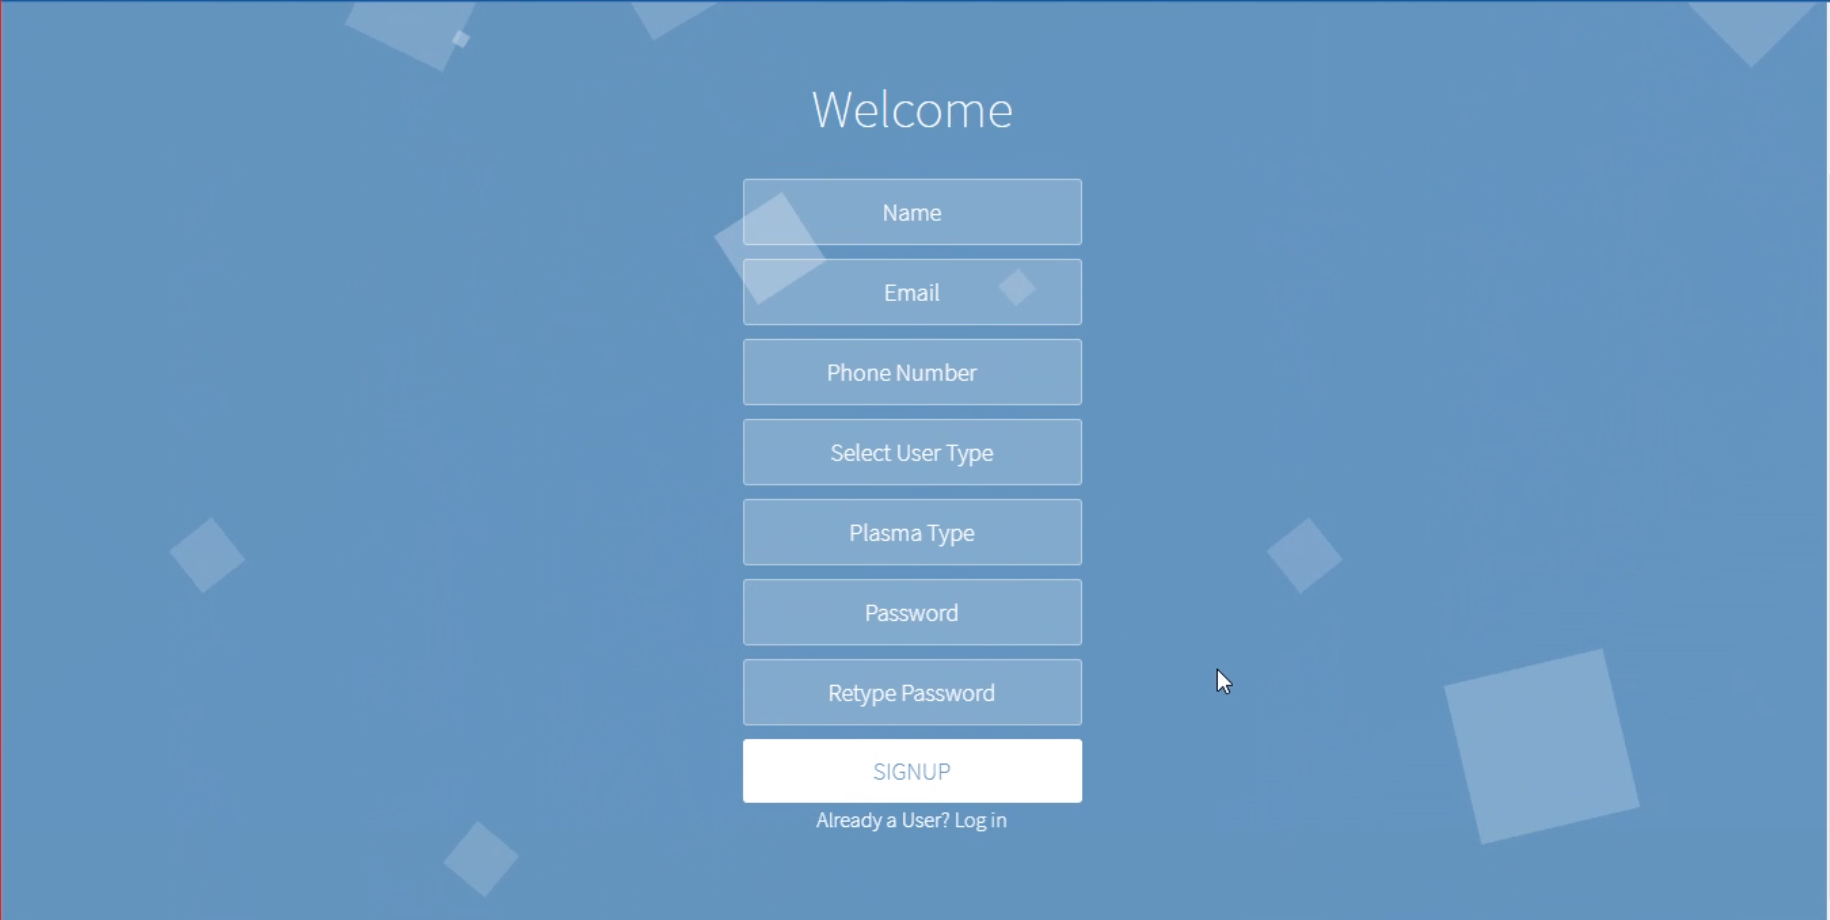 Welcome
Name
Email
Phone Number
Select User Type
Plasma Type
Password
Retype Password
SIGNUP
Already a User? Log in